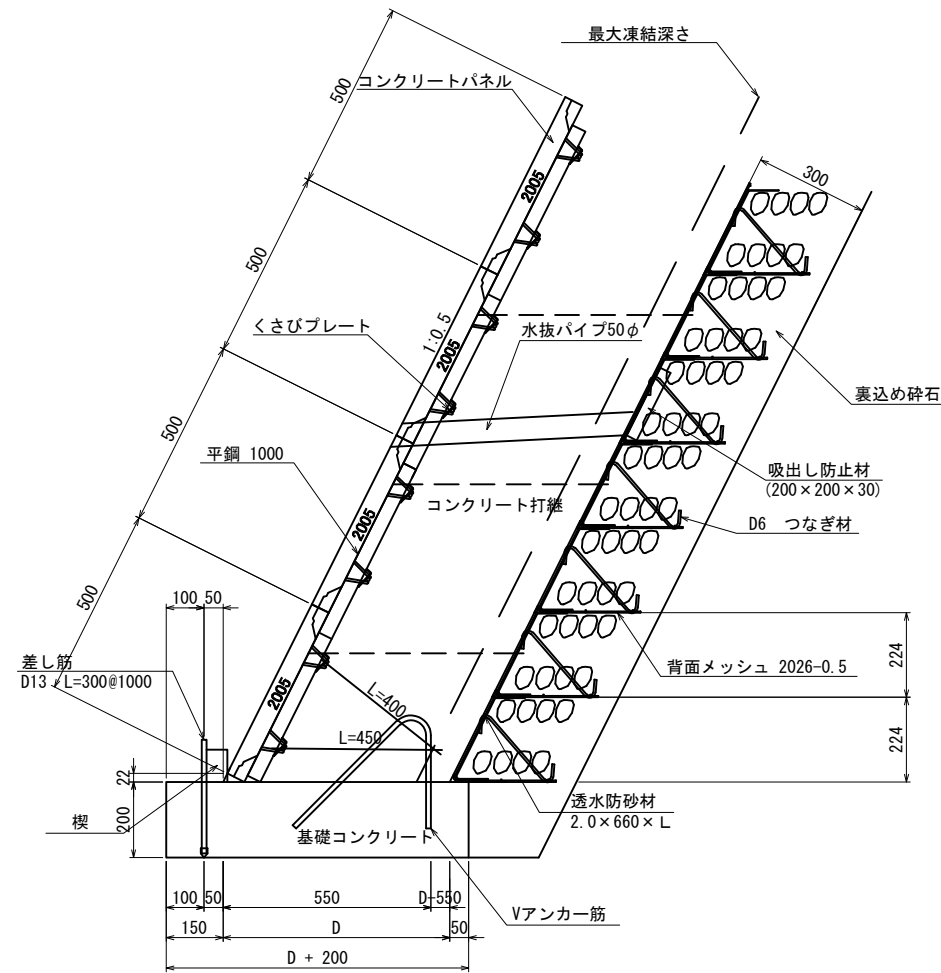 最大凍結深さ
500
コンクリートパネル
300
2005
500
くさびプレート
1:0.5
水抜パイプ50φ
2005
裏込め砕石
500
平鋼 1000
吸出し防止材
(200×200×30)
コンクリート打継
D6 つなぎ材
2005
500
100 50
差し筋
D13 L=300@1000
背面メッシュ 2026-0.5
224
2005
L=400
L=450
224
22
200
楔
基礎コンクリート
透水防砂材
2.0×660×L
100 50
550
D-550
Vアンカー筋
150
D
50
D + 200